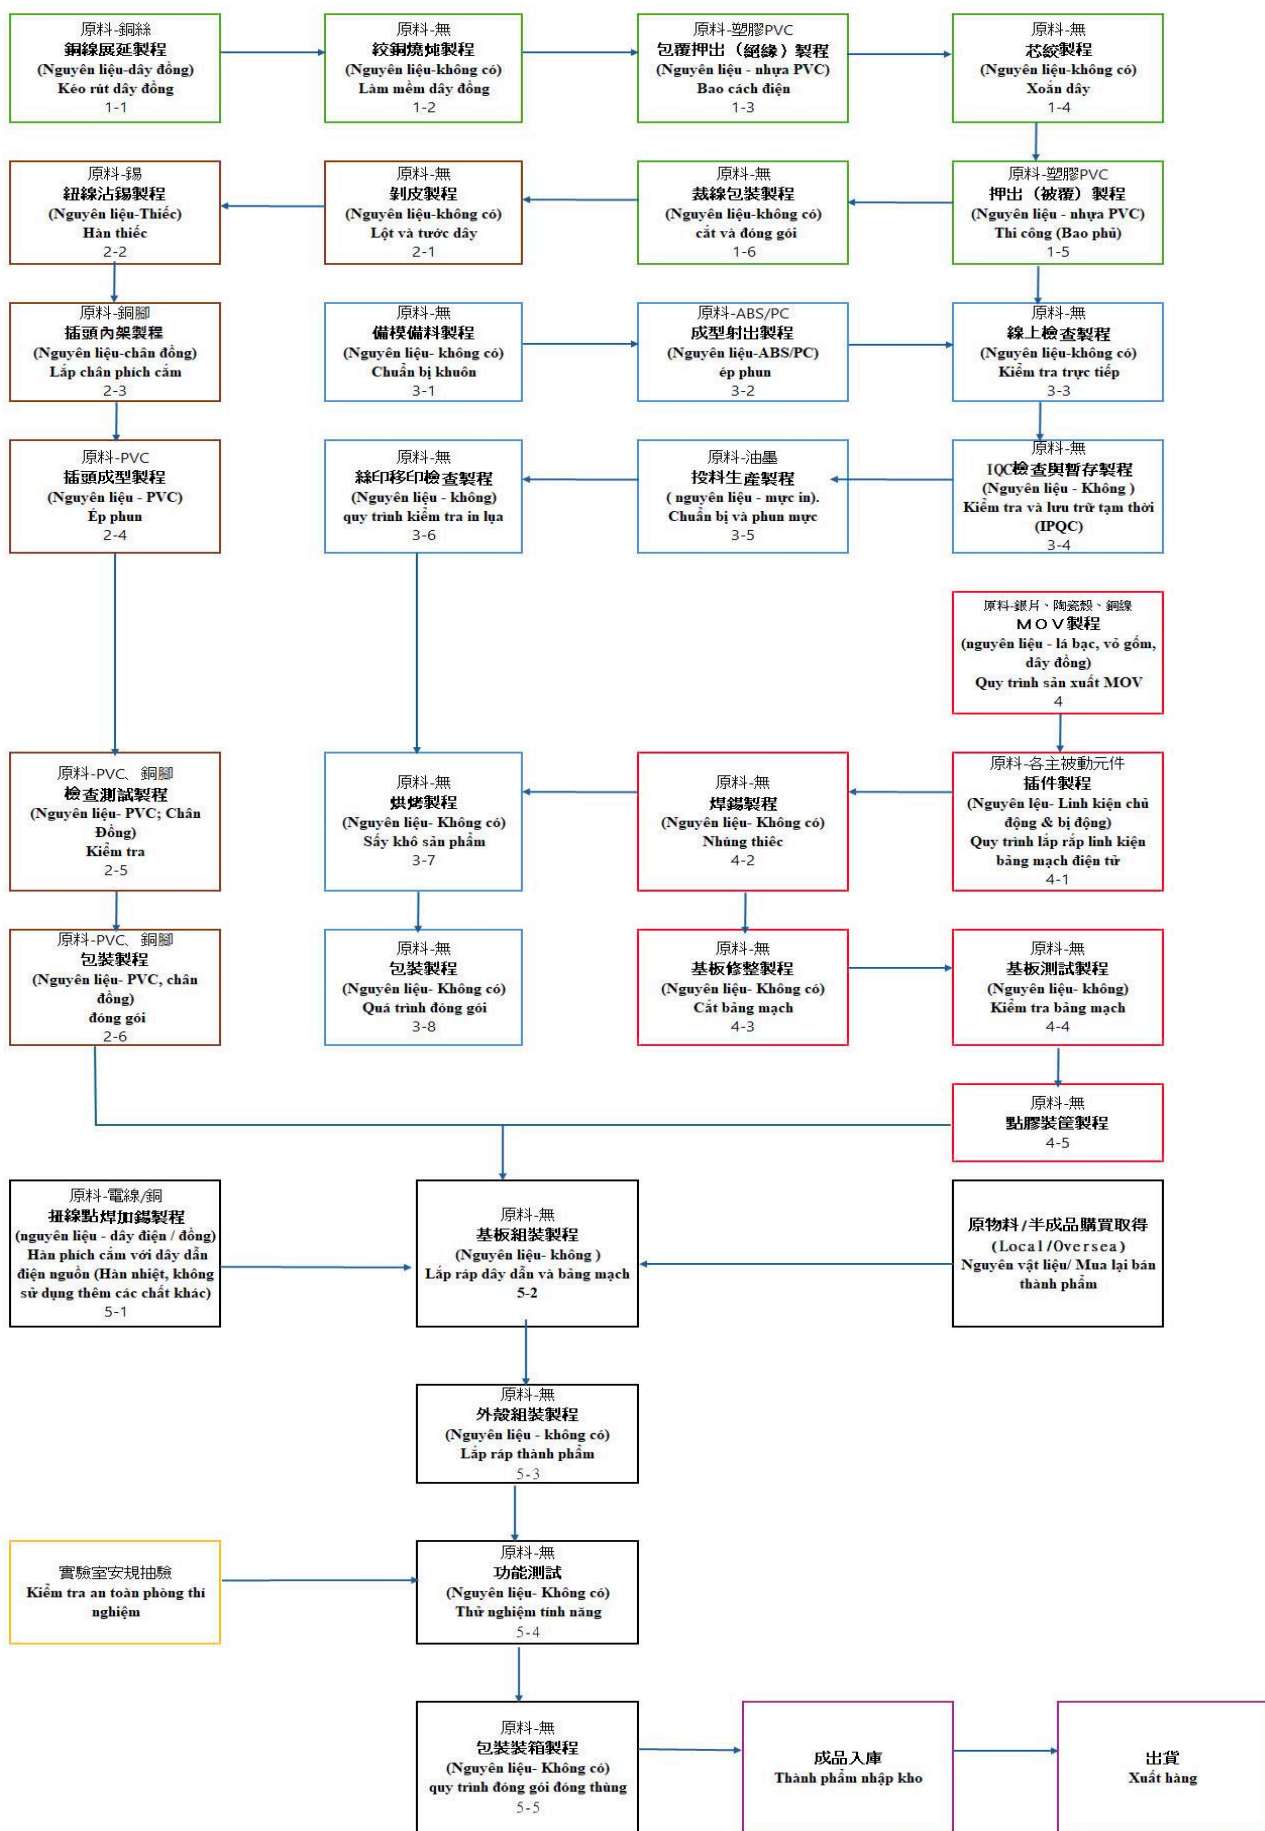 原料-銅絲
銅線展延製程
(Nguyên liệu-dây đồng)
Kéo rút dây đồng
1-1
原料-無
絞銅燒炖製程
(Nguyên liệu-không có)
Làm mềm dây đồng
1-2
原料-塑膠PVC
包覆押出（絕緣）製程
(Nguyên liệu - nhựa PVC)
Bao cách điện
1-3
原料-無
芯絞製程
(Nguyên liệu-không có)
Xoắn dây
1-4
原料-錫
紐線沾錫製程
(Nguyên liệu-Thiếc)
Hàn thiếc
2-2
原料-無
剝皮製程
(Nguyên liệu-không có)
Lột và tước dây
2-1
原料-無
裁線包裝製程
(Nguyên liệu-không có)
cắt và đóng gói
1-6
原料-塑膠PVC
押出（被覆）製程
(Nguyên liệu - nhựa PVC)
Thi công (Bao phủ)
1-5
原料-銅腳
插頭內架製程
(Nguyên liệu-chân đồng)
Lắp chân phích cắm
2-3
原料-無
備模備料製程
(Nguyên liệu- không có)
Chuẩn bị khuôn
3-1
原料-ABS/PC
成型射出製程
(Nguyên liệu-ABS/PC)
ép phun
3-2
原料-無
線上檢查製程
(Nguyên liệu-không có)
Kiểm tra trực tiếp
3-3
原料-PVC
插頭成型製程
(Nguyên liệu - PVC)
Ép phun
2-4
原料-無
絲印移印檢查製程
(Nguyên liệu - không)
quy trình kiểm tra in lụa
3-6
原料-油墨
投料生產製程
( nguyên liệu - mực in).
Chuẩn bị và phun mực
3-5
原料-無
IQC檢查與暫存製程
(Nguyên liệu - Không )
Kiểm tra và lưu trữ tạm thời
(IPQC)
3-4
原料-銀片、陶瓷殼、銅線
ＭＯＶ製程
(nguyên liệu - lá bạc, vỏ gốm,
dây đồng)
Quy trình sản xuất MOV
4
原料-PVC、銅腳
檢查測試製程
(Nguyên liệu- PVC; Chân
Đồng)
Kiểm tra
2-5
原料-無
烘烤製程
(Nguyên liệu- Không có)
Sấy khô sản phẩm
3-7
原料-無
焊錫製程
(Nguyên liệu- Không có)
Nhúng thiêc
4-2
原料-各主被動元件
插件製程
(Nguyên lệu- Linh kiện chủ
động & bị động)
Quy trình lắp rắp linh kiện
bảng mạch điện tử
4-1
原料-PVC、銅腳
包裝製程
(Nguyên liệu- PVC, chân
đồng)
đóng gói
2-6
原料-無
包裝製程
(Nguyên liệu- Không có)
Quá trình đóng gói
3-8
原料-無
基板修整製程
(Nguyên liệu- Không có)
Cắt bảng mạch
4-3
原料-無
基板測試製程
(Nguyên liệu- không)
Kiểm tra bảng mạch
4-4
原料-無
點膠裝筐製程
4-5
原料-電線/銅
扭線點焊加錫製程
(nguyên liệu - dây điện / đồng)
Hàn phích cắm với dây dẫn
điện nguồn (Hàn nhiệt, không
sử dụng thêm các chất khác)
5-1
原料-無
基板組裝製程
(Nguyên liệu- không )
Lắp ráp dây dẫn và bảng mạch
5-2
原物料/半成品購買取得
(Local/Oversea)
Nguyên vật liệu/ Mua lại bán
thành phẩm
原料-無
外殼組裝製程
(Nguyên liệu - không có)
Lắp ráp thành phẩm
5-3
實驗室安規抽驗
Kiểm tra an toàn phòng thí
nghiệm
原料-無
功能測試
(Nguyên liệu- Không có)
Thử nghiệm tính năng
5-4
原料-無
包裝裝箱製程
(Nguyên liệu- Không có)
quy trình đóng gói đóng thùng
5-5
成品入庫
Thành phẩm nhập kho
出貨
Xuất hàng